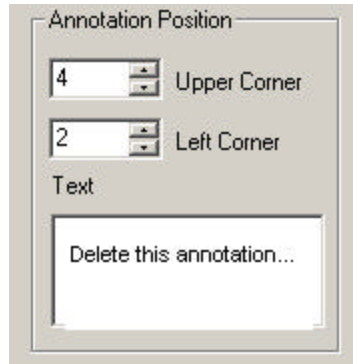 Annotation Position
4 Upper Corner
2 Left Corner
Text
Delete this annotation...